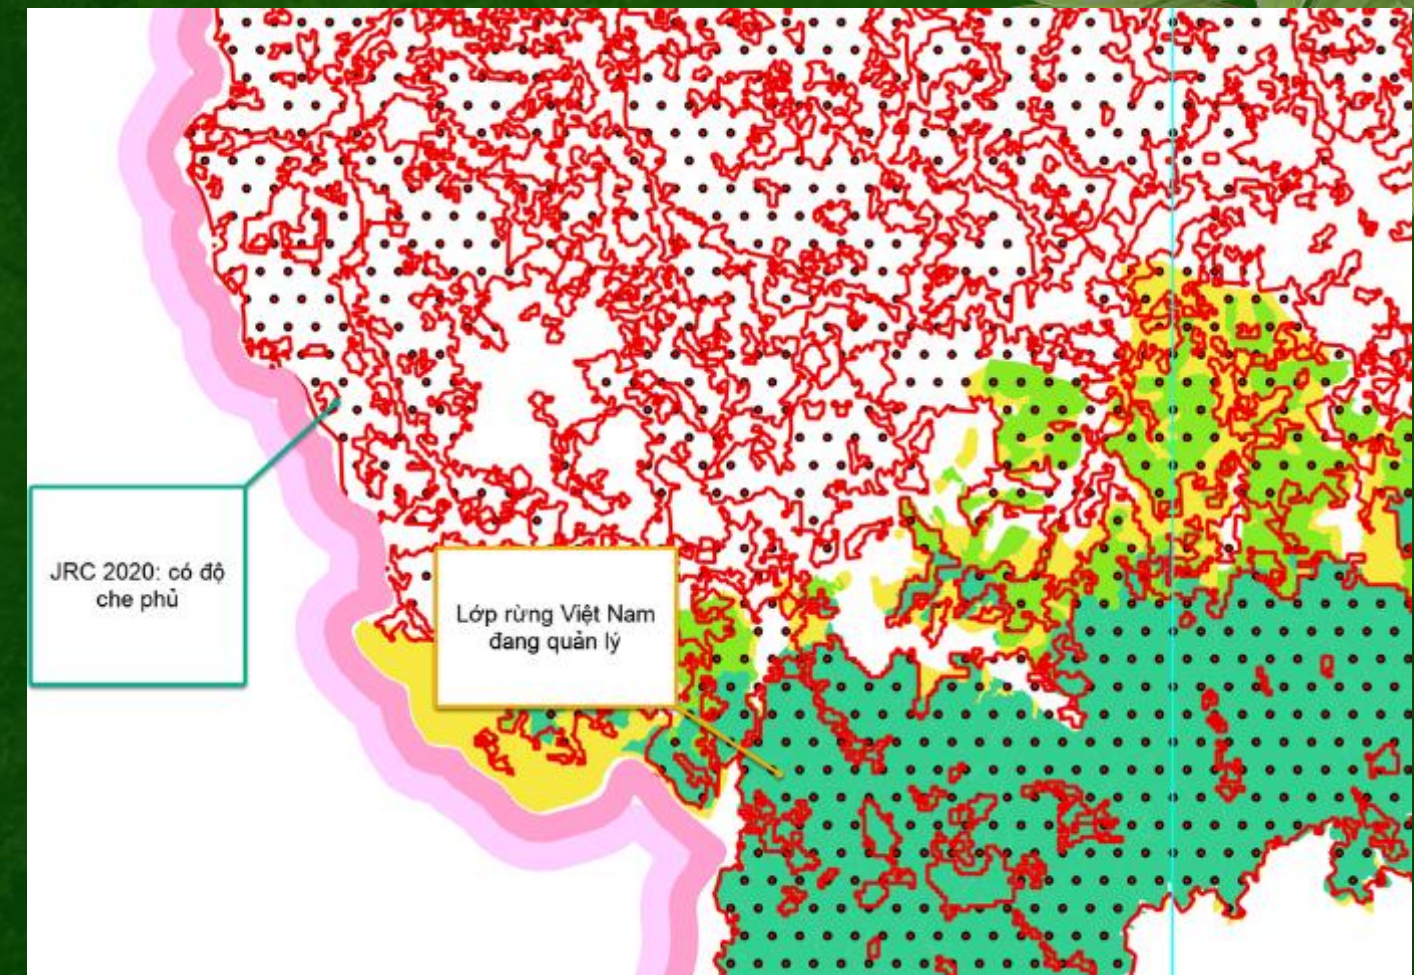 JRC 2020: có độ
che phủ
Lớp rừng Việt Nam
đang quản lý